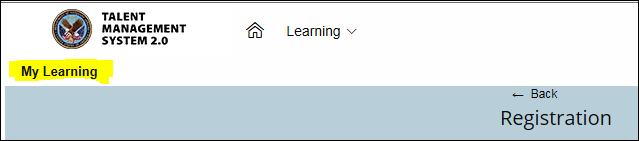 TALENT
MANAGEMENT
SYSTEM 2.0
Learning
My Learning
← Back
Registration